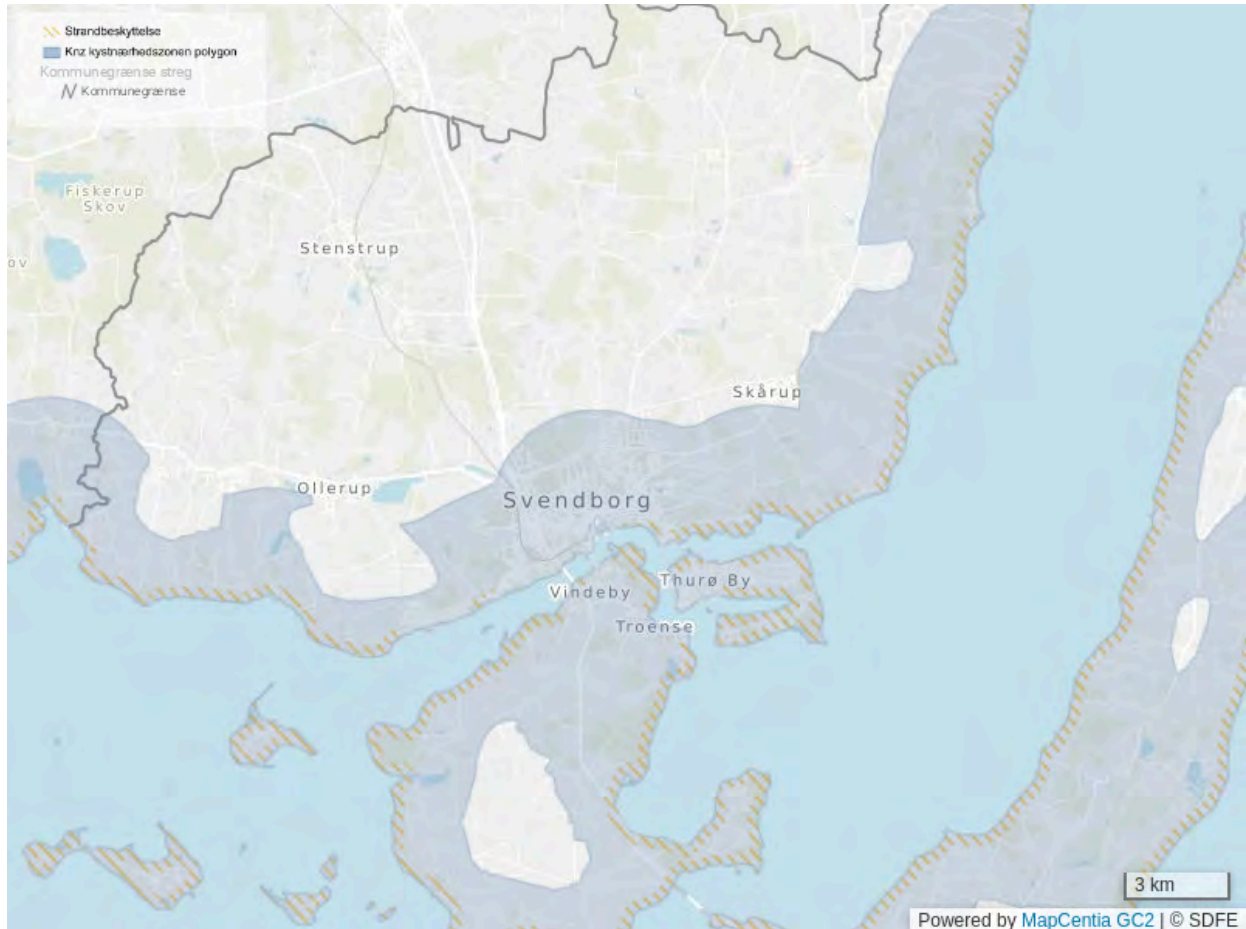 Strandbeskyttelse
Knz kystnærhedszonen polygon
Kommunegrænse streg
Kommunegrænse
Fiskerup
Skov
ov
Stenstrup
Skårup
Ollerup
Svendborg
Vindeby
Thurø By
Troense
3 km
Powered by MapCentia GC2 | © SDFE